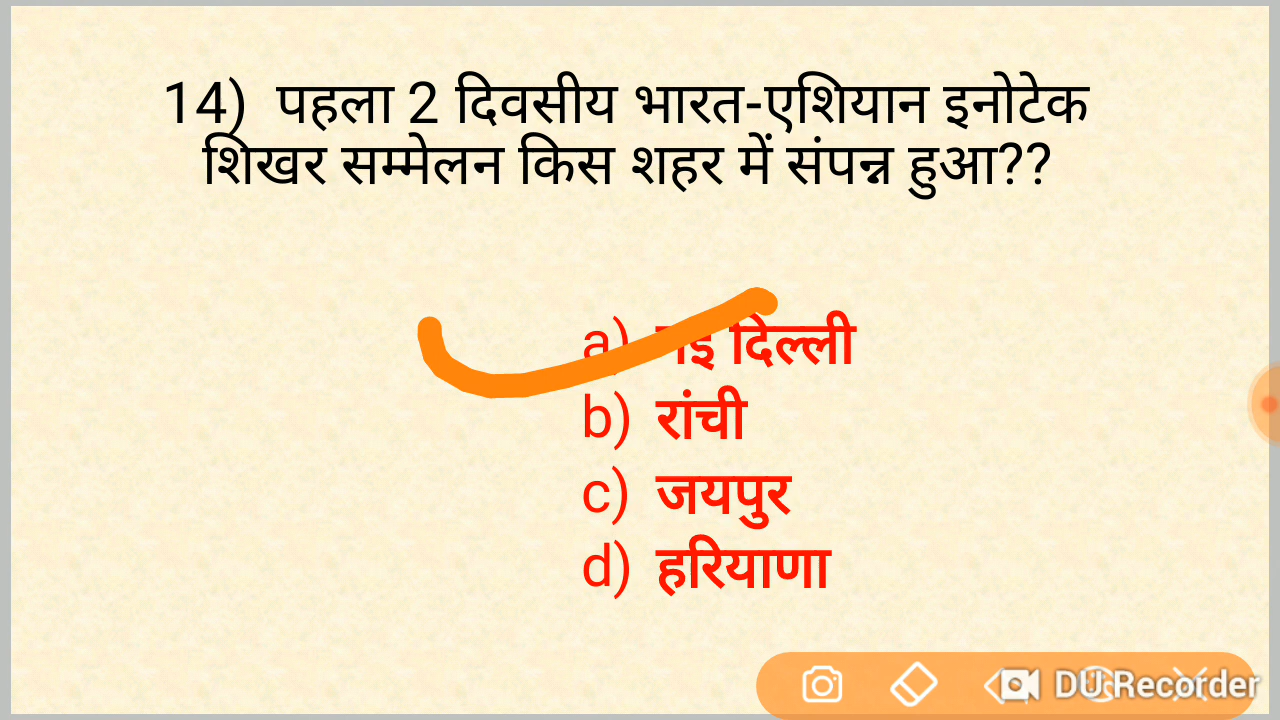 14) पहला 2 दिवसीय भारत-एशियान इनोटेक
शिखर सम्मेलन किस शहर में संपन्न हुआ??
a) दिल्ली
b) रांची
c) जयपुर
d) हरियाणा
DU Recorder